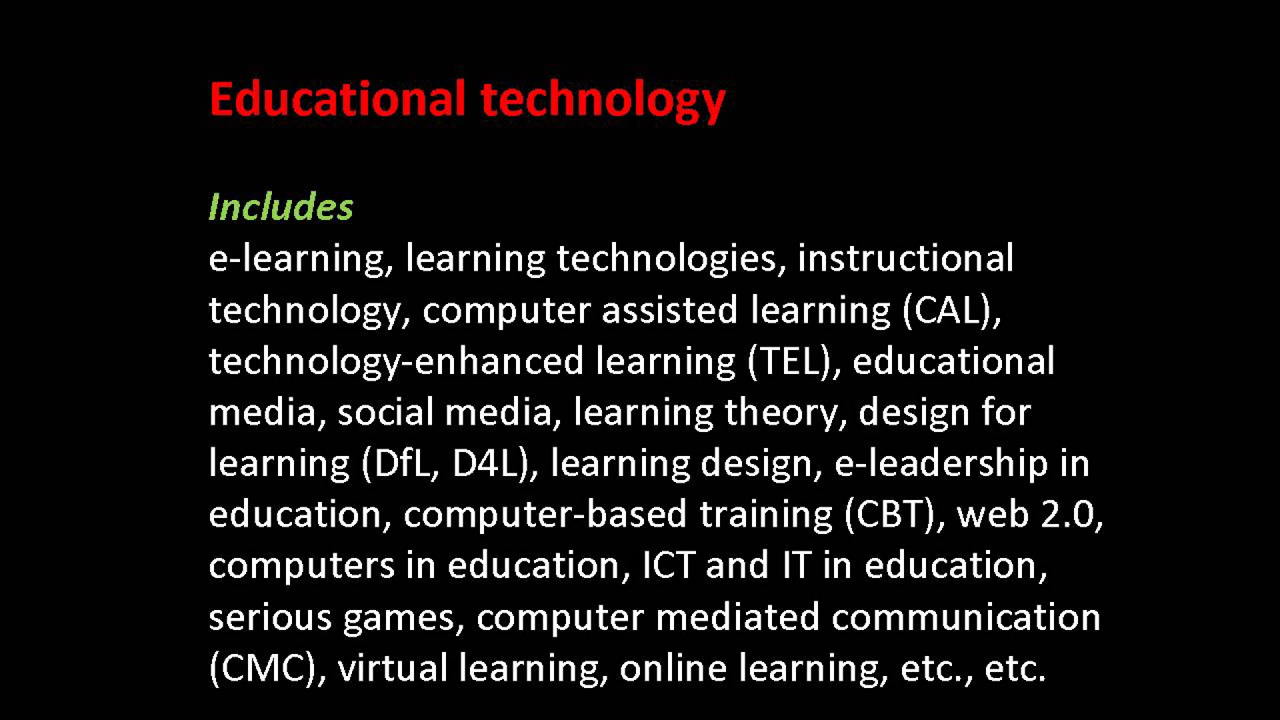 Educational technology
Includes
e-learning, learning technologies, instructional
technology, computer assisted learning (CAL),
technology-enhanced learning (TEL), educational
media, social media, learning theory, design for
learning (DfL, D4L), learning design, e-leadership in
education, computer-based training (CBT), web 2.0,
computers in education, ICT and IT in education,
serious games, computer mediated communication
(CMC), virtual learning, online learning, etc., etc.